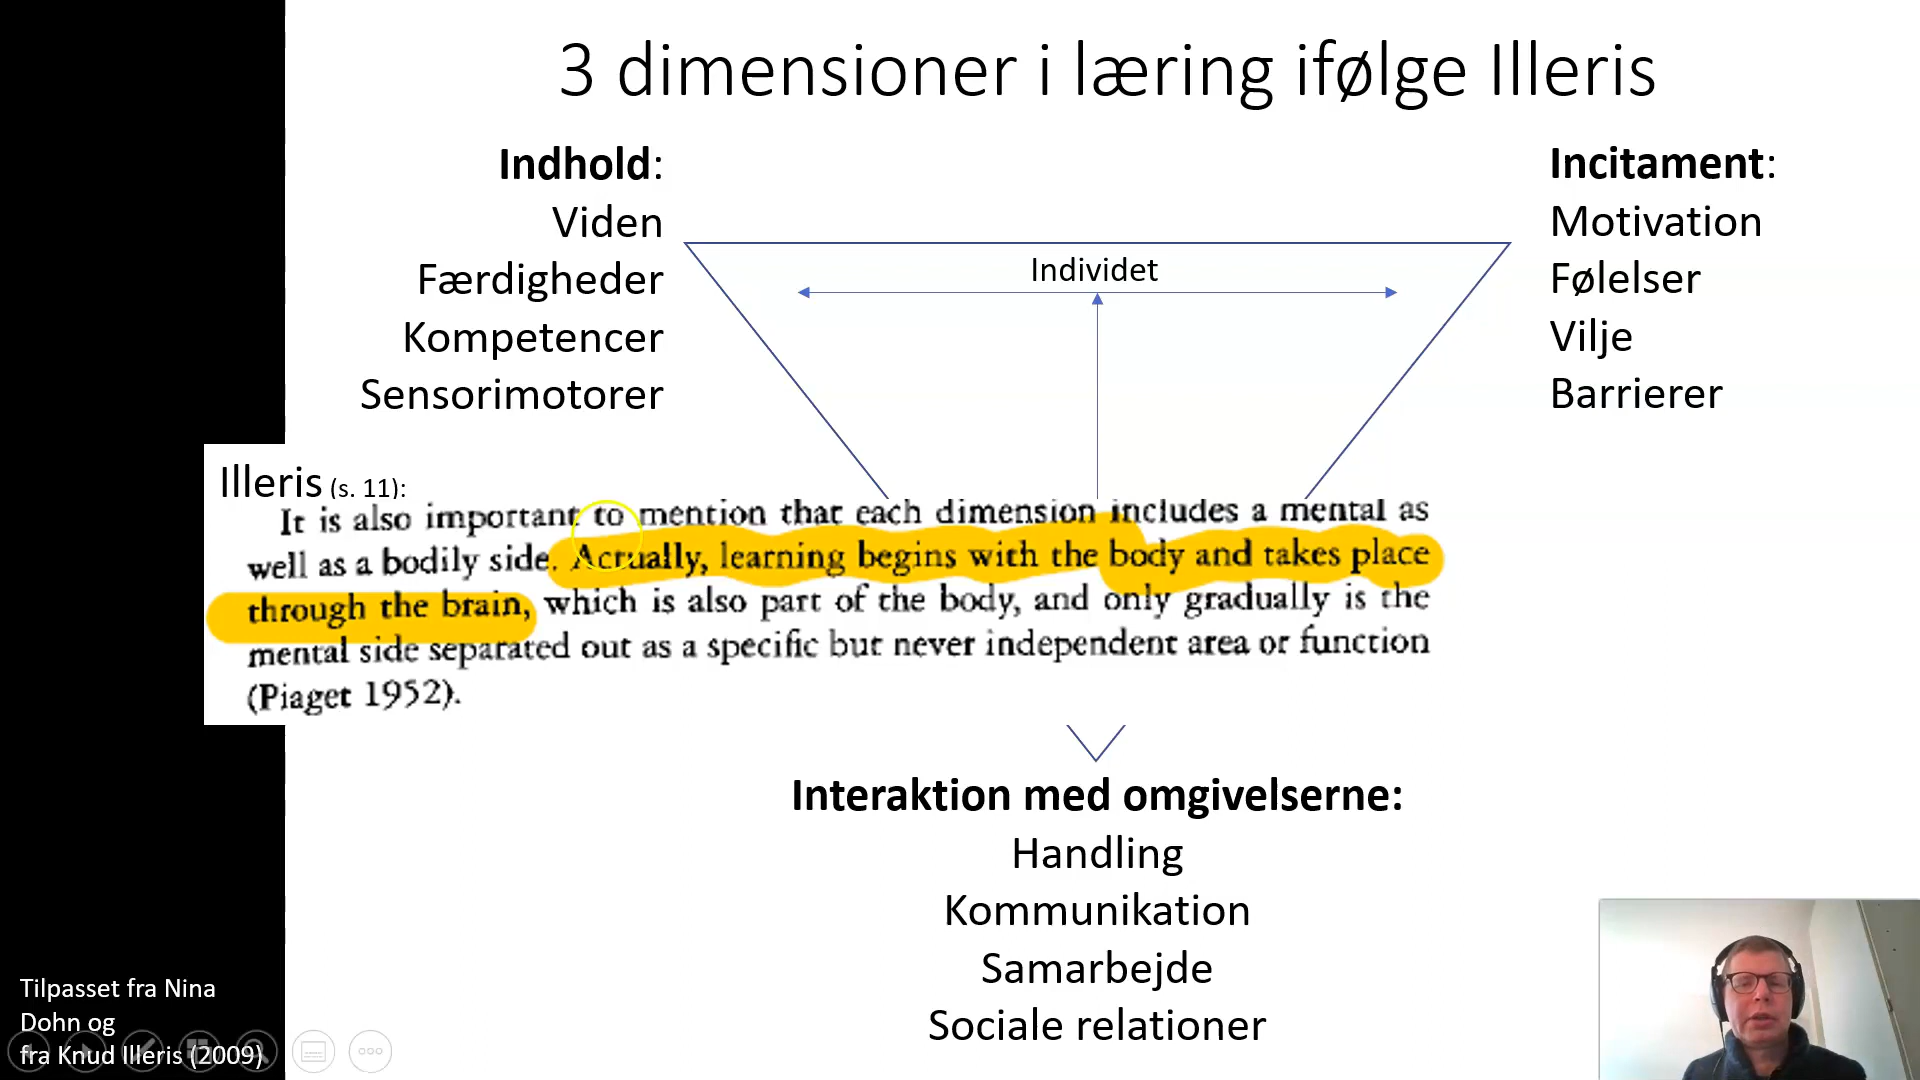 3 dimensioner i læring ifølge Illeris
Indhold:
Viden
Færdigheder
Kompetencer
Sensorimotorer
Incitament:
Motivation
Følelser
Vilje
Barrierer
Individet
Illeris (s. 11):
It is also important to mention that each dimension includes a mental as
well as a bodily side. Actually, learning begins with the body and takes place
through the brain, which is also part of the body, and only gradually is the
mental side separated out as a specific but never independent area or function
(Piaget 1952).
Interaktion med omgivelserne:
Handling
Kommunikation
Samarbejde
Sociale relationer
Tilpasset fra Nina
Dohn og
fra Knud Illeris (2009)